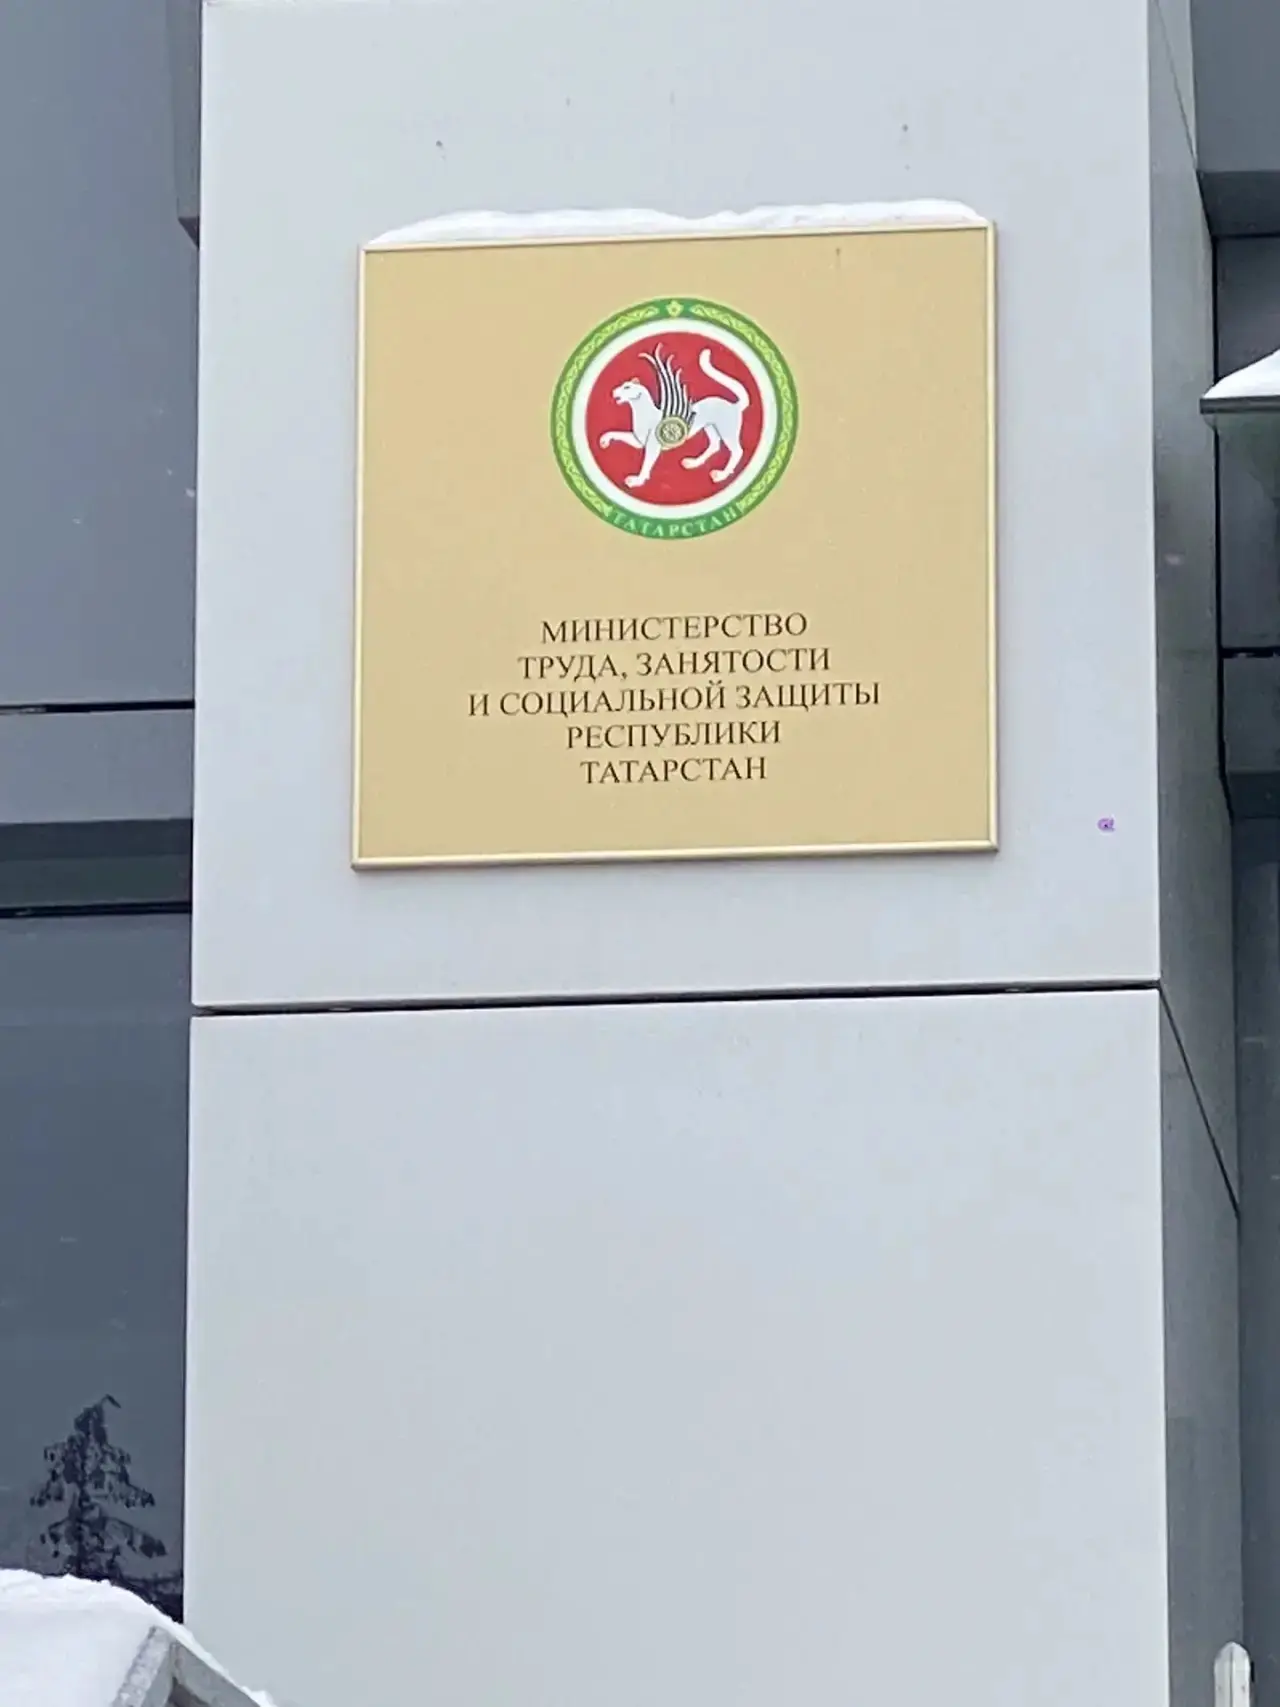 ТАТАРСТАН
МИНИСТЕРСТВО
ТРУДА, ЗАНЯТОСТИ
И СОЦИАЛЬНОЙ ЗАЩИТЫ
РЕСПУБЛИКИ
ТАТАРСТАН